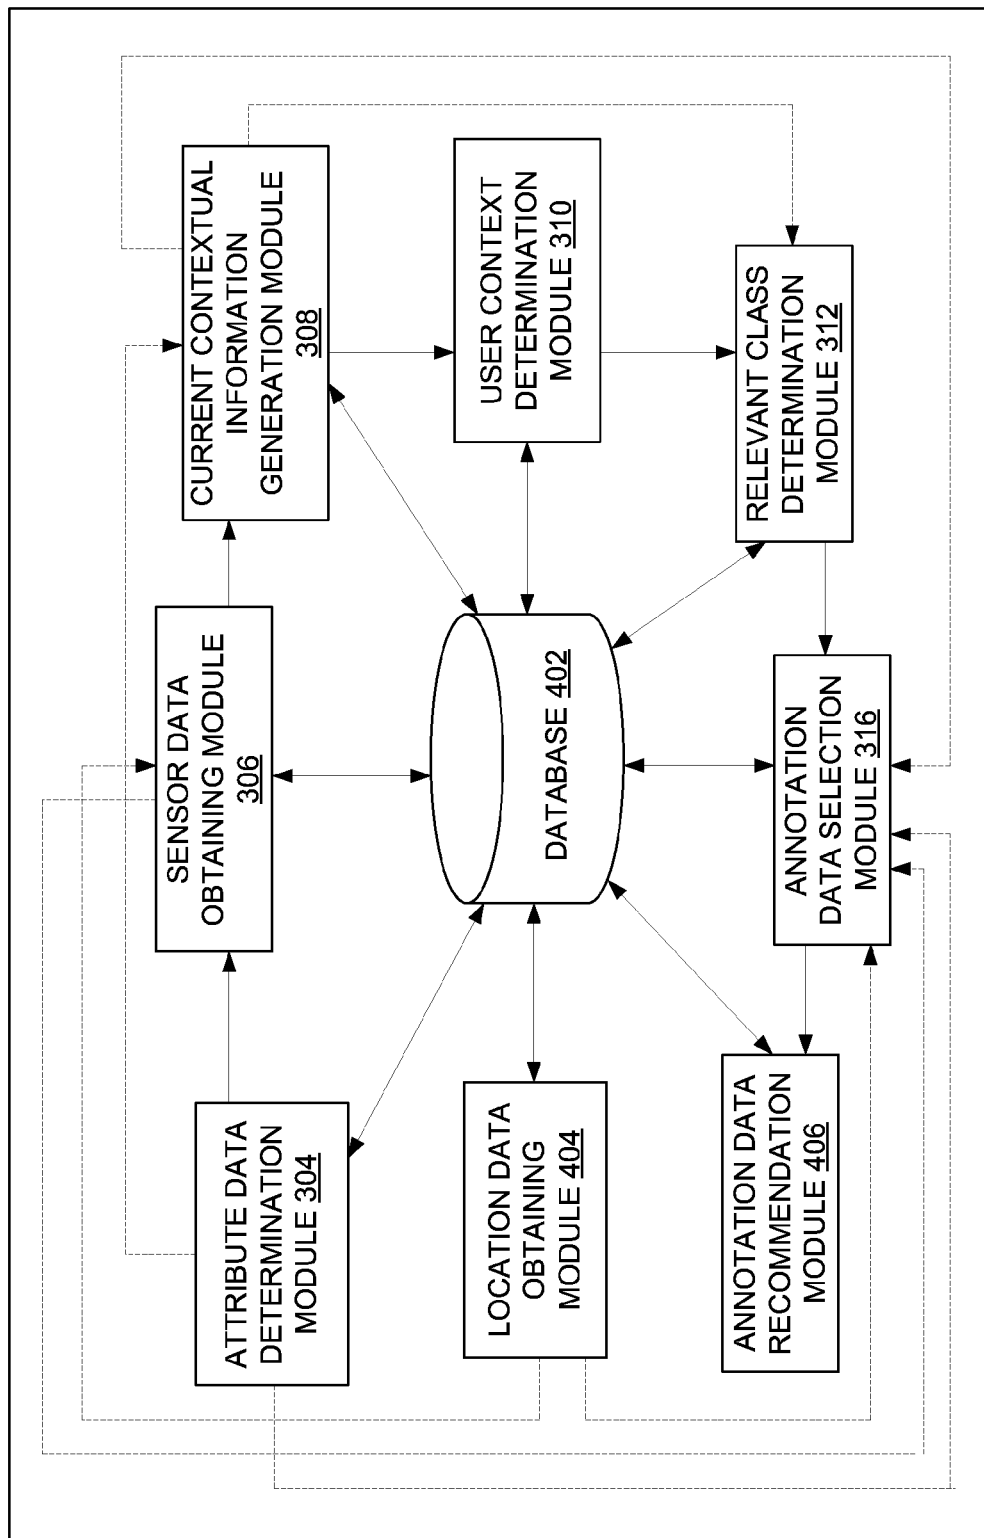 ATTRIBUTE DATA
DETERMINATION
MODULE 304
SENSOR DATA
OBTAINING MODULE
306
CURRENT CONTEXTUAL
INFORMATION
GENERATION MODULE
308
LOCATION DATA
OBTAINING
MODULE 404
DATABASE 402
USER CONTEXT
DETERMINATION
MODULE 310
ANNOTATION DATA
RECOMMENDATION
MODULE 406
ANNOTATION
DATA SELECTION
MODULE 316
RELEVANT CLASS
DETERMINATION
MODULE 312